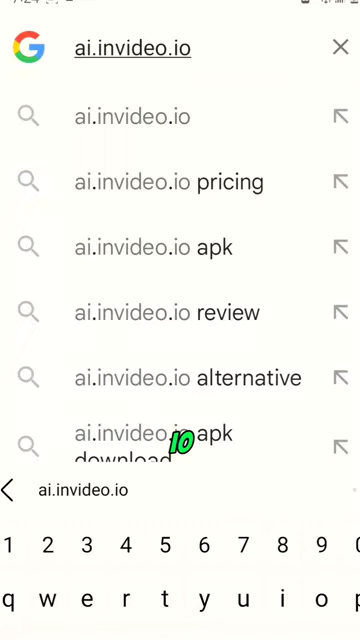 ai.invideo.io
ai.invideo.io
ai.invideo.io pricing
ai.invideo.io apk
ai.invideo.io review
ai.invideo.io alternative
ai.invideo.io apk
download
IO
ai.invideo.io
1 2 3 4 5 6 7 8 9 0
q w e r t y u i o p